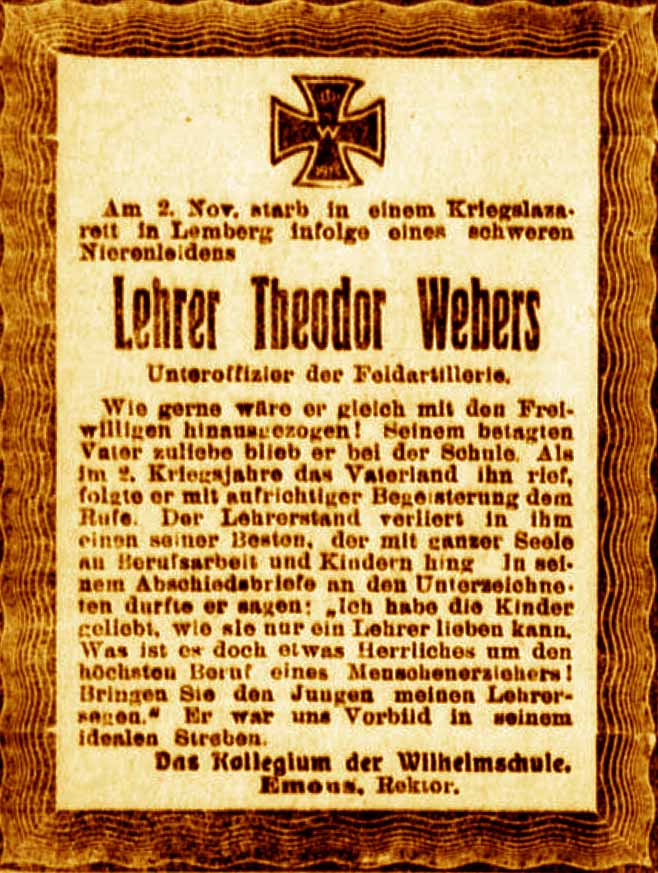 W
1914
Am 2. Nov. starb in einem Kriegslaza-
rett in Lemberg infolge eines schweren
Nierenleidens
Lehrer Theodor Webers
Unteroffizier der Feldartillerie.
Wie gerne wäre er gleich mit den Frei-
willigen hinausgezogen! Seinem betagten
Vater zuliebe blieb er bei der Schule. Als
im 2. Kriegsjahre das Vaterland ihn rief,
folgte er mit aufrichtiger Begeisterung dem
Rufe. Der Lehrerstand verliert in ihm
einen seiner Besten, der mit ganzer Seele
an Berufsarbeit und Kindern hing In sei-
nem Abschiedsbriefe an den Unterzeichne-
ten durfte er sagen: „Ich habe die Kinder
geliebt, wie sie nur ein Lehrer lieben kann.
Was ist es doch etwas Herrliches um den
höchsten Beruf eines Menschenerziehers!
Bringen Sie den Jungen meinen Lehrer-
segen.“ Er war uns Vorbild in seinem
idealen Streben.
Das Kollegium der Wilhelmschule.
Emons, Rektor.